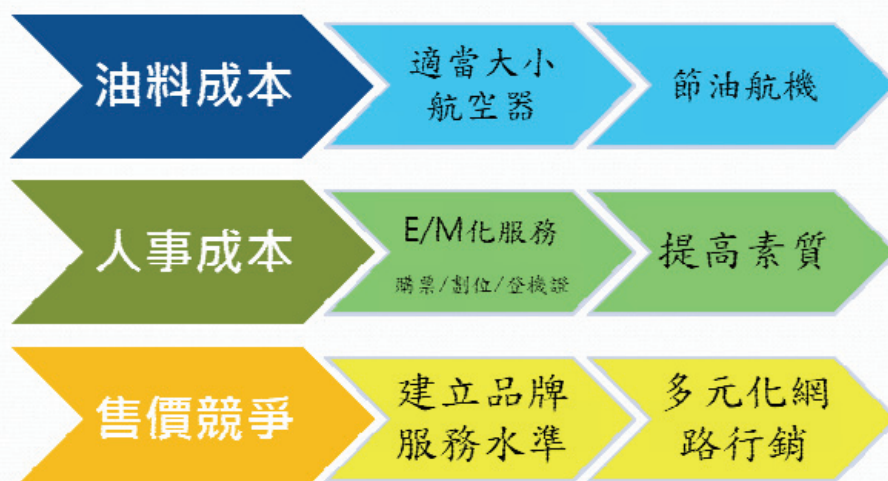 油料成本
適當大小
航空器
節油航機
人事成本
E/M化服務
購票/劃位/登機證
提高素質
售價競爭
建立品牌
服務水準
多元化網
路行銷